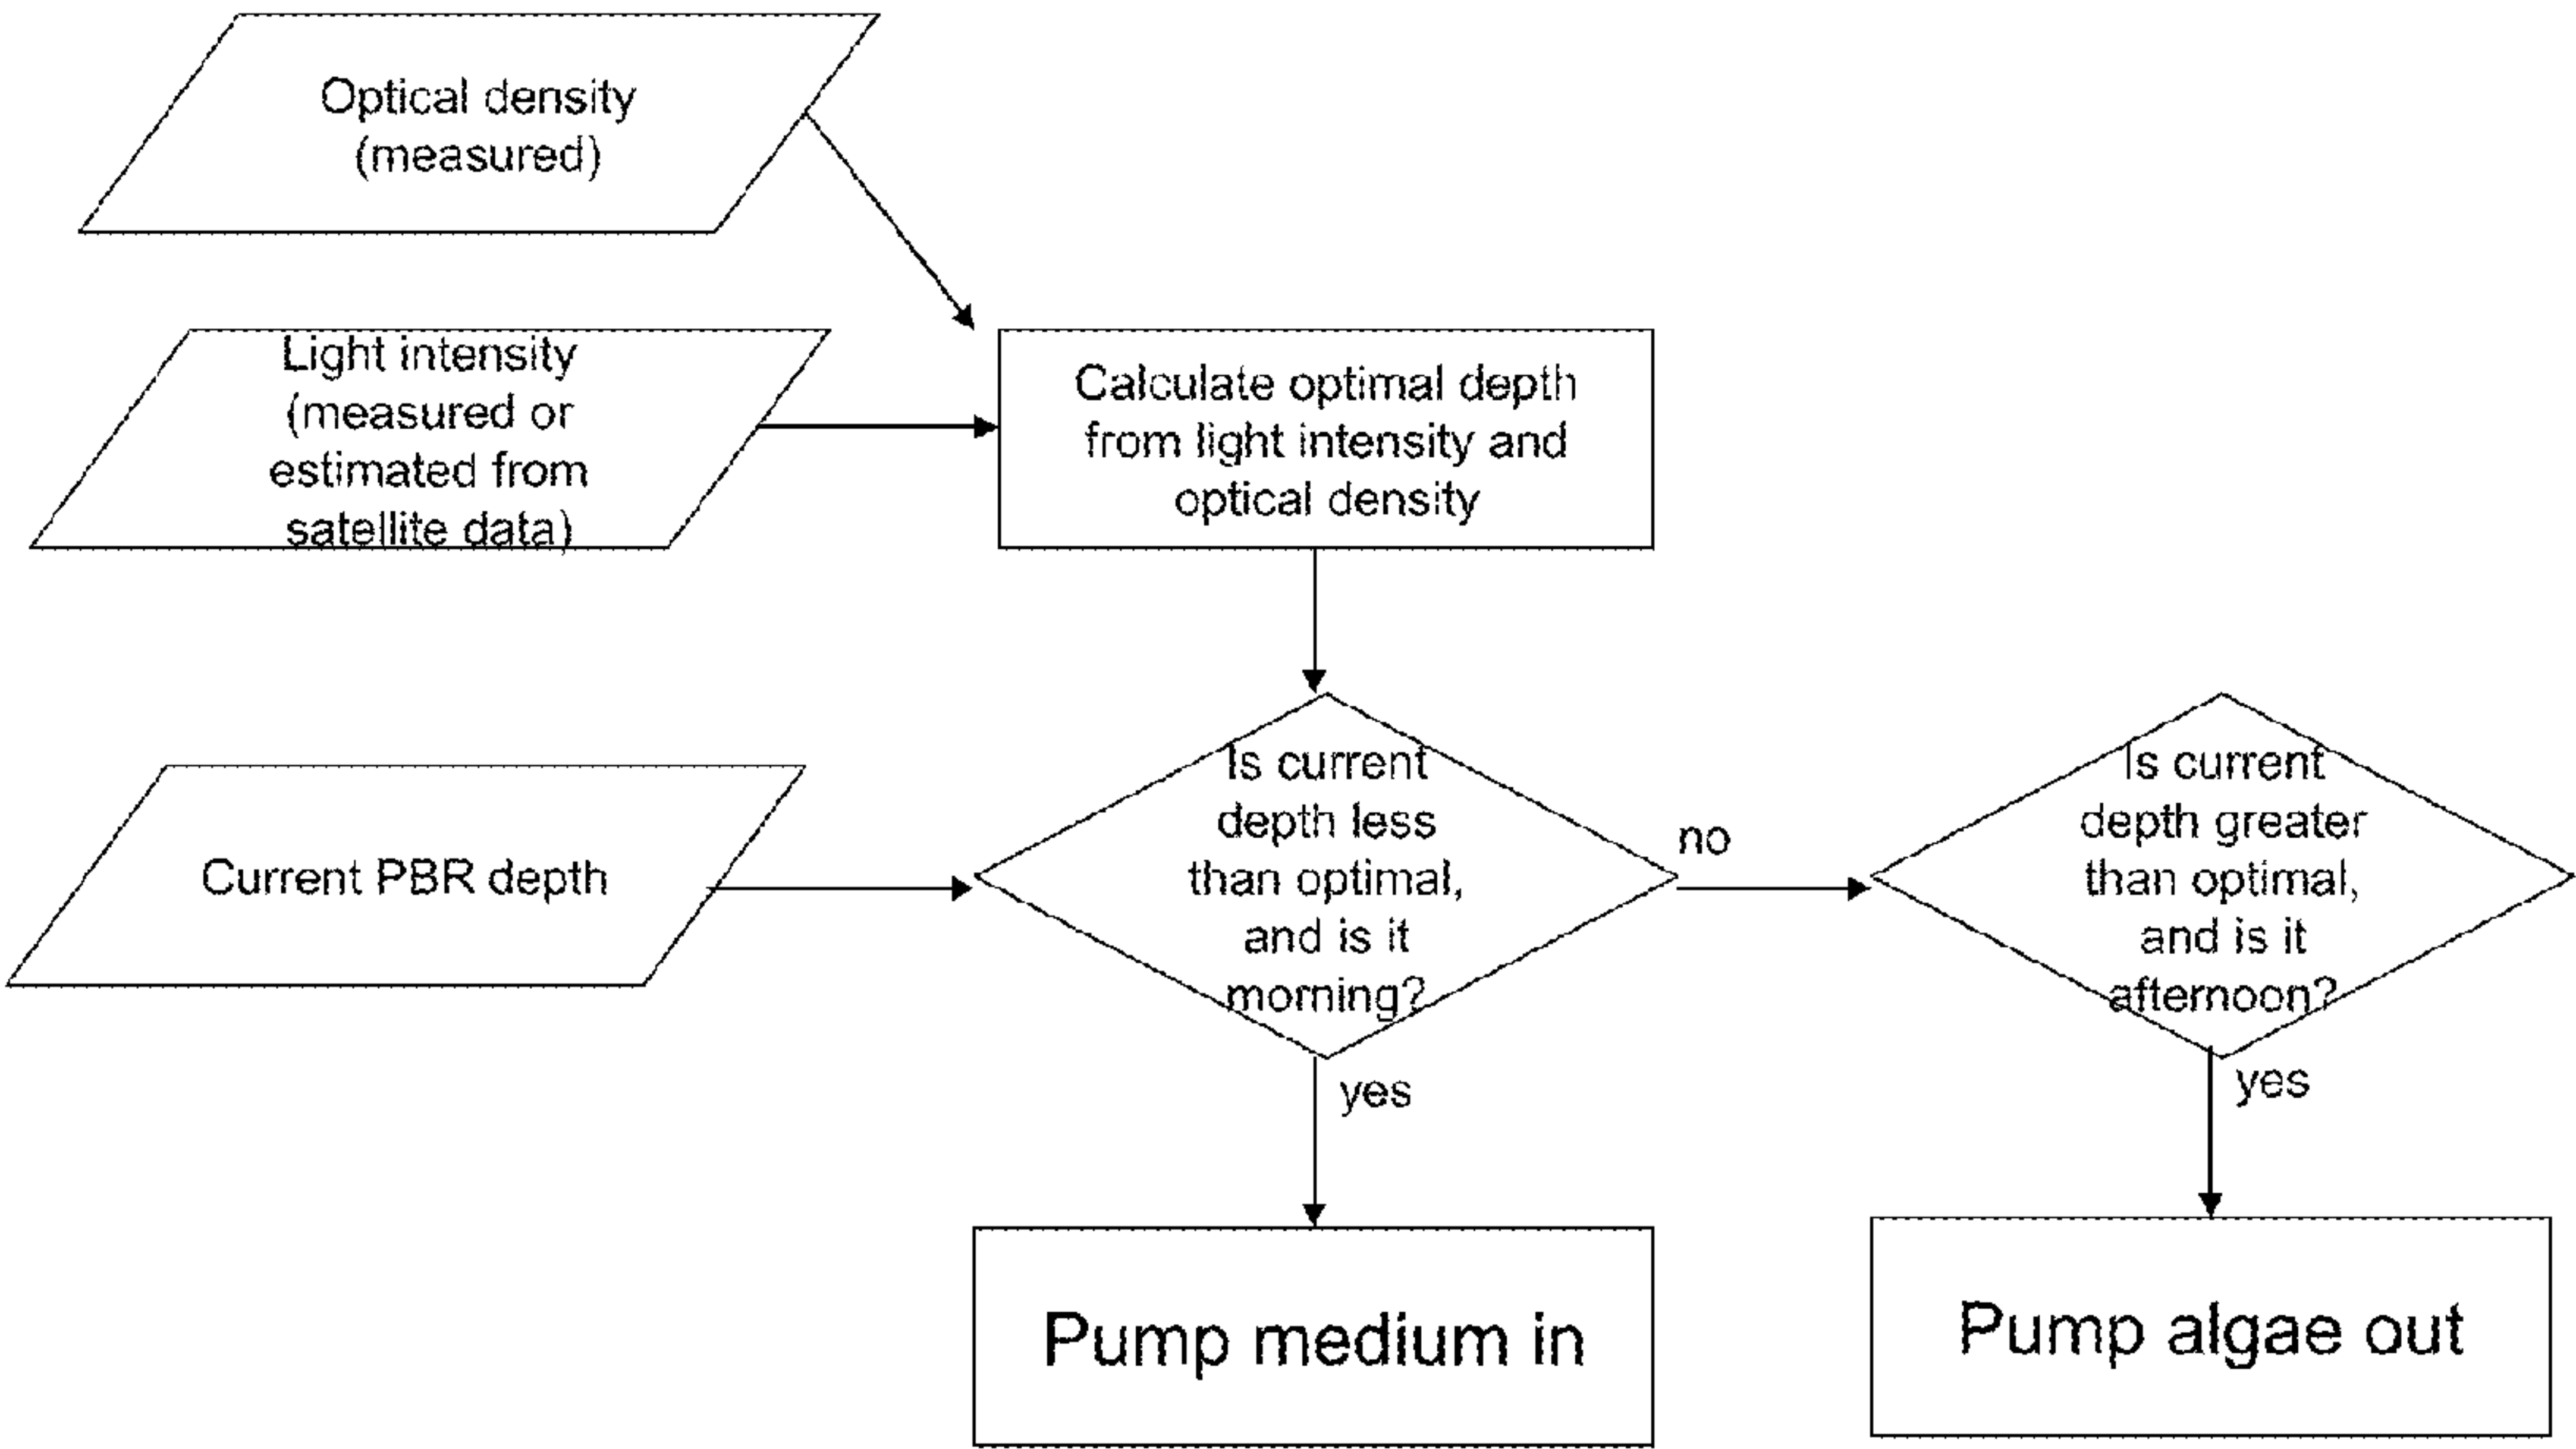 Optical density
(measured)
Light intensity
(measured or
estimated from
satellite data)
Calculate optimal depth
from light intensity and
optical density
Current PBR depth
Is current
depth less
than optimal,
and is it
morning?
no
Is current
depth greater
than optimal,
and is it
afternoon?
yes
yes
Pump medium in
Pump algae out